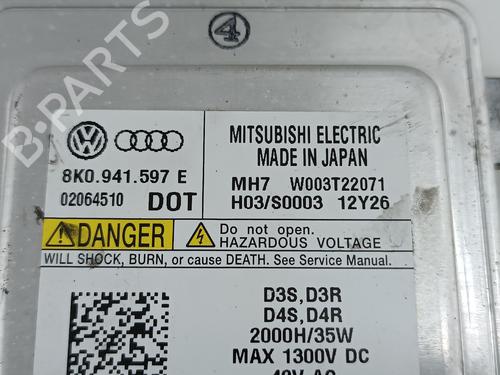 4
MITSUBISHI ELECTRIC
MADE IN JAPAN
8K0.941.597 E
02064510 DOT
MH7 W003T22071
H03/S0003 12Y26
DANGER
Do not open.
HAZARDOUS VOLTAGE
WILL SHOCK, BURN, or cause DEATH. See Service Manual.
D3S,D3R
D4S,D4R
2000H/35W
MAX 1300V DC
B-PARTS